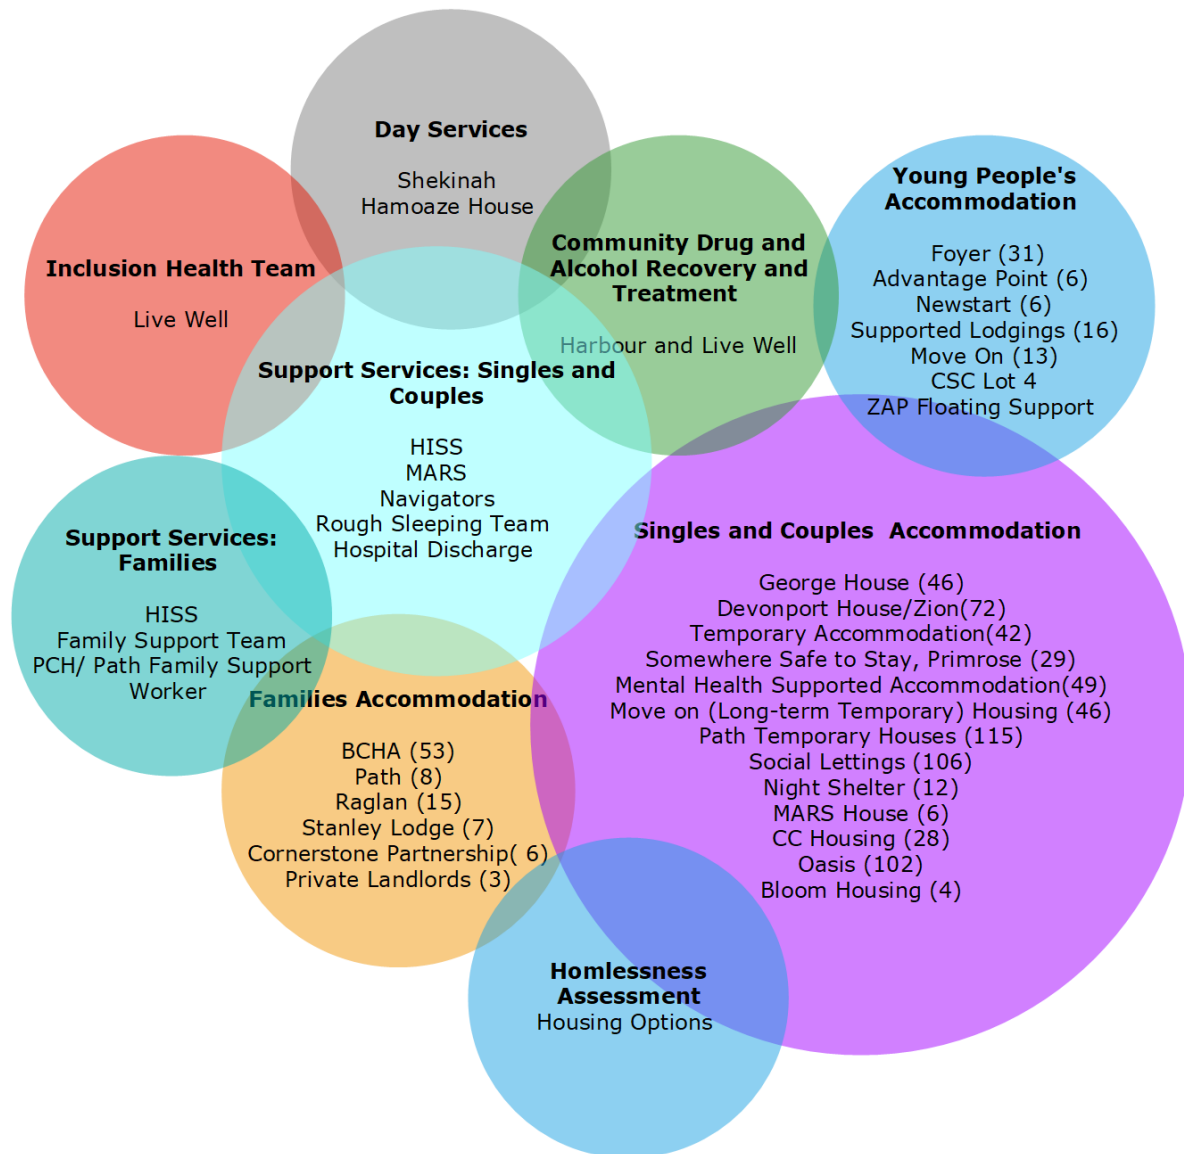 Day Services
Shekinah
Hamoaze House
Inclusion Health Team
Live Well
Community Drug and
Alcohol Recovery and
Treatment
Harbour and Live Well
Young People's
Accommodation
Foyer (31)
Advantage Point (6)
Newstart (6)
Supported Lodgings (16)
Move On (13)
CSC Lot 4
ZAP Floating Support
Support Services: Singles and
Couples
HISS
MARS
Navigators
Rough Sleeping Team
Hospital Discharge
Support Services:
Families
HISS
Family Support Team
PCH/ Path Family Support
Worker
Singles and Couples  Accommodation
George House (46)
Devonport House/Zion(72)
Temporary Accommodation(42)
Somewhere Safe to Stay, Primrose (29)
Mental Health Supported Accommodation(49)
Move on (Long-term Temporary) Housing (46)
Path Temporary Houses (115)
Social Lettings (106)
Night Shelter (12)
MARS House (6)
CC Housing (28)
Oasis (102)
Bloom Housing (4)
Families Accommodation
BCHA (53)
Path (8)
Raglan (15)
Stanley Lodge (7)
Cornerstone Partnership( 6)
Private Landlords (3)
Homlessness
Assessment
Housing Options